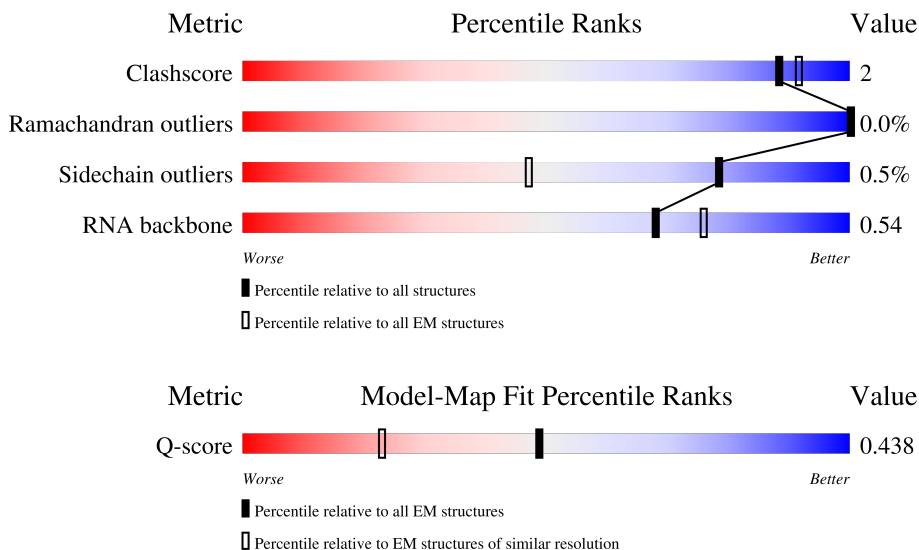 Metric Percentile Ranks Value
Clashscore 2
Ramachandran outliers 0.0%
Sidechain outliers 0.5%
RNA backbone 0.54
Worse Better
Percentile relative to all structures
Percentile relative to all EM structures
Metric Model-Map Fit Percentile Ranks Value
Q-score 0.438
Worse Better
Percentile relative to all EM structures
Percentile relative to EM structures of similar resolution